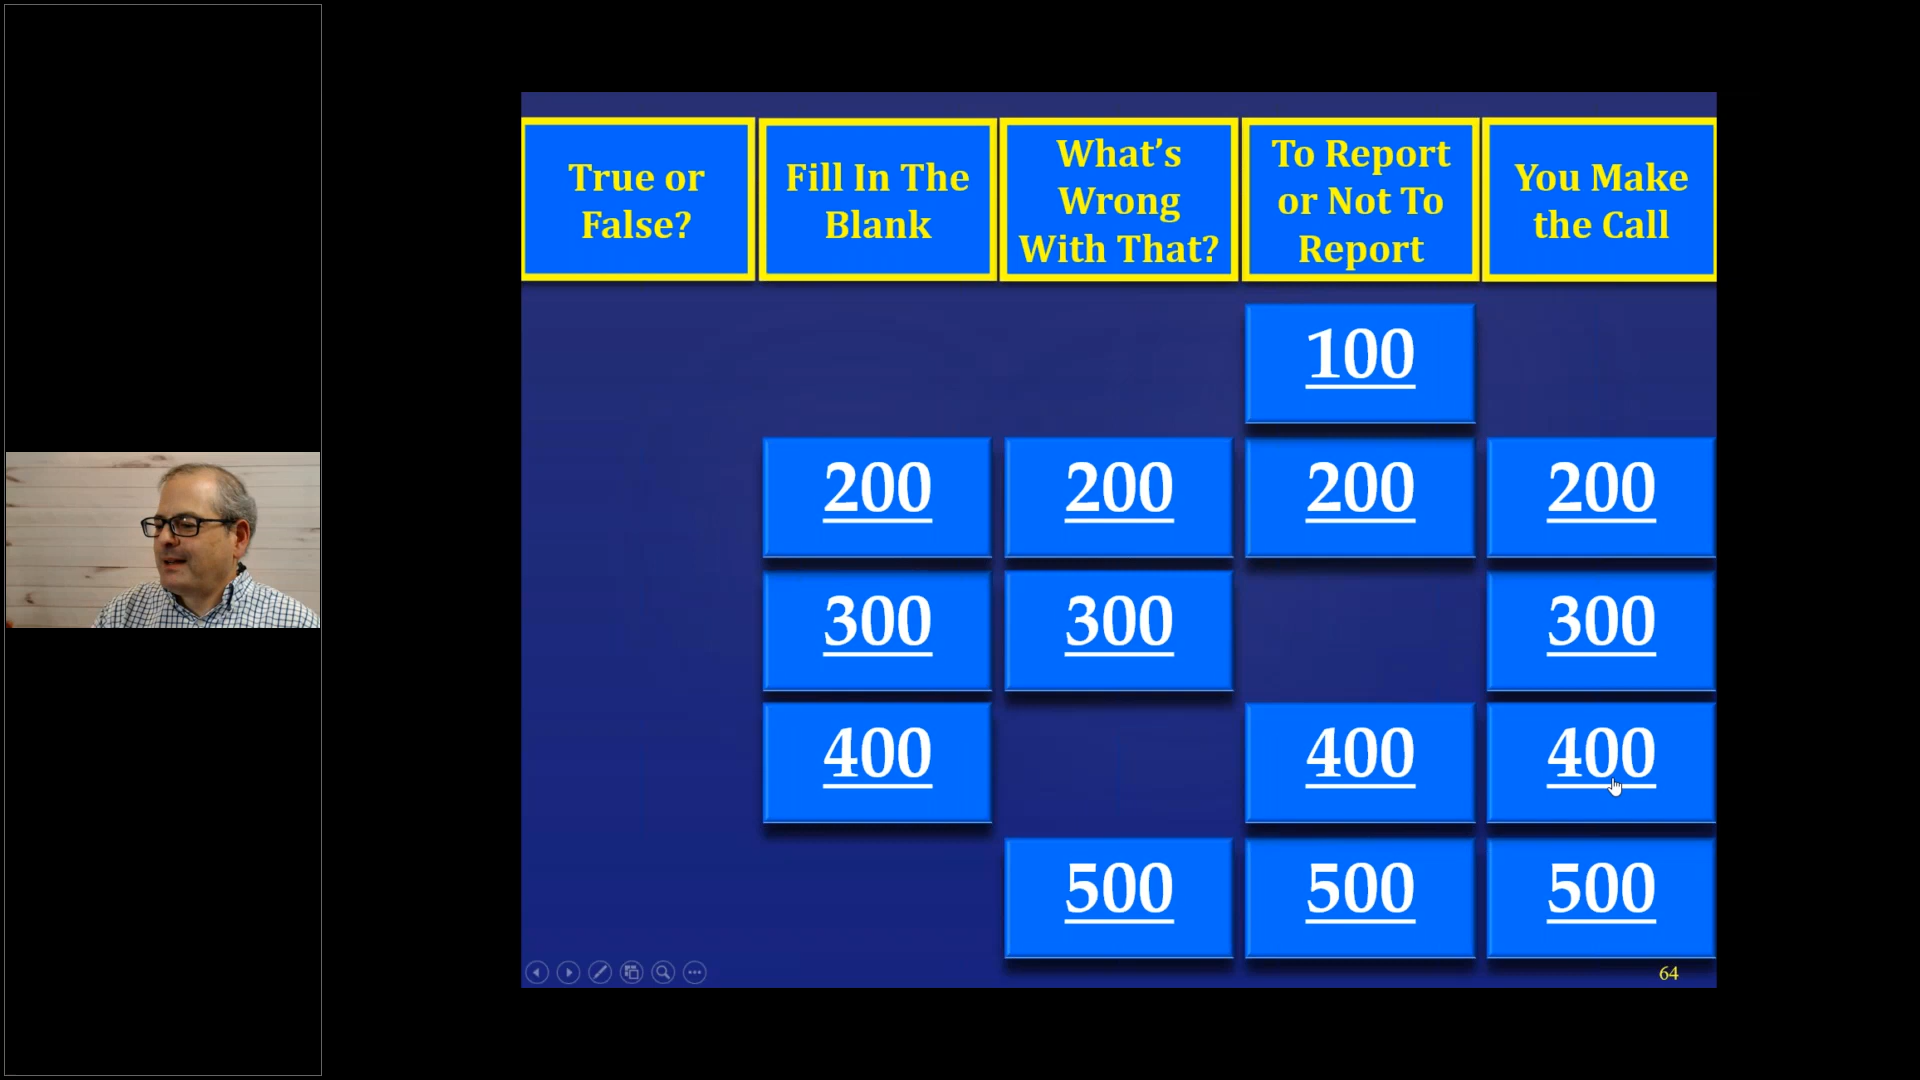 True or
False?
Fill In The
Blank
What's
Wrong
With That?
To Report
or Not To
Report
You Make
the Call
100
200
200
200
200
300
300
300
400
400
400
500
500
500
64